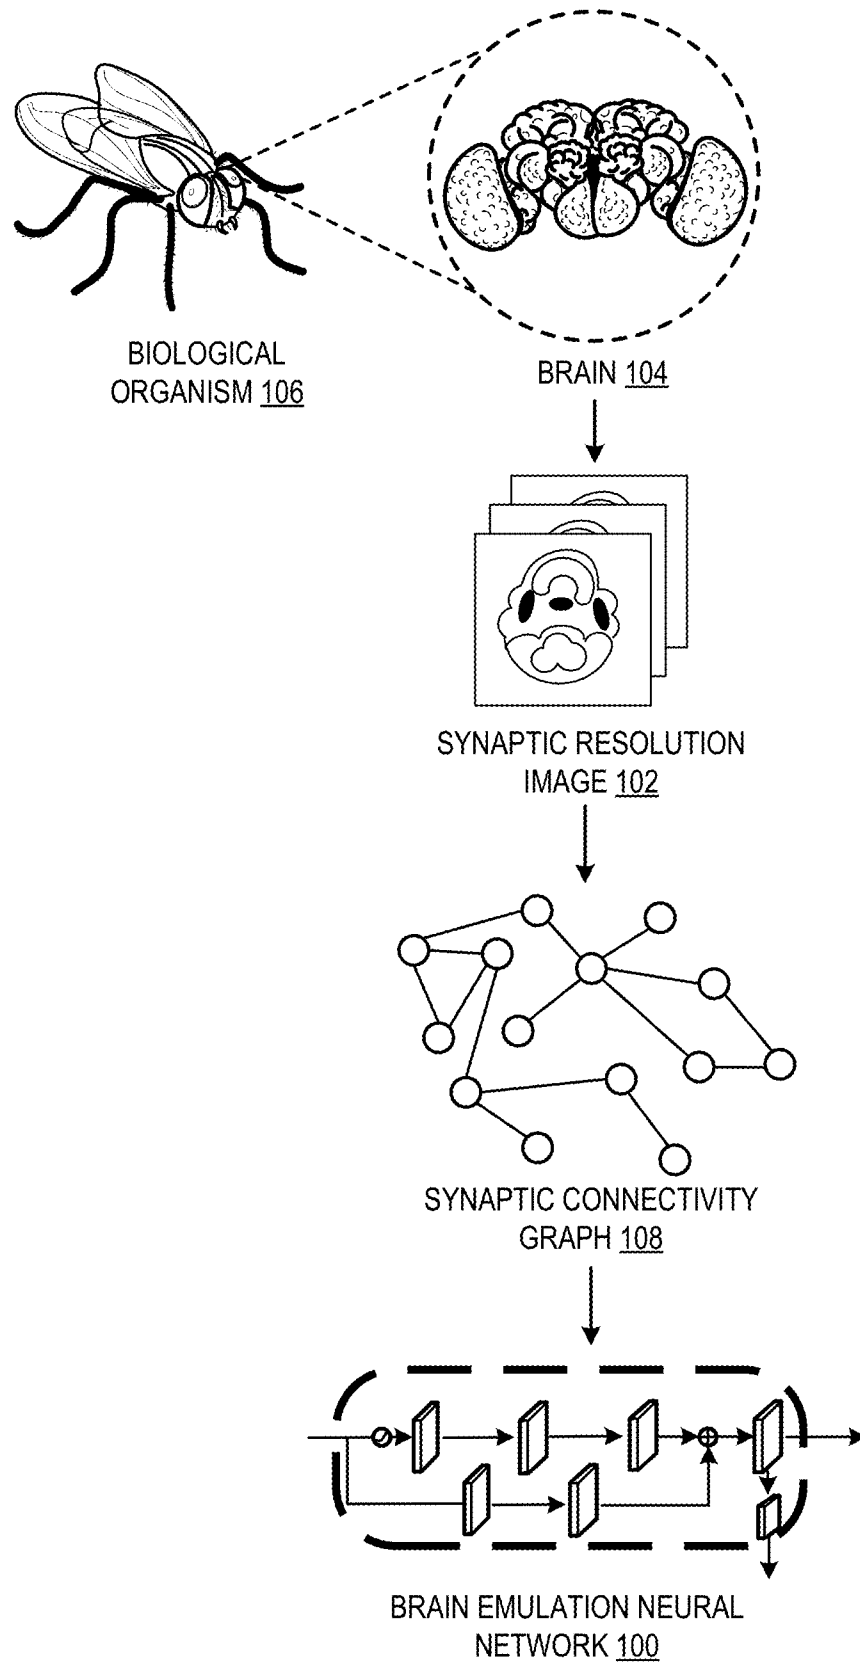 BIOLOGICAL
ORGANISM 106
BRAIN 104
SYNAPTIC RESOLUTION
IMAGE 102
SYNAPTIC CONNECTIVITY
GRAPH 108
BRAIN EMULATION NEURAL
NETWORK 100